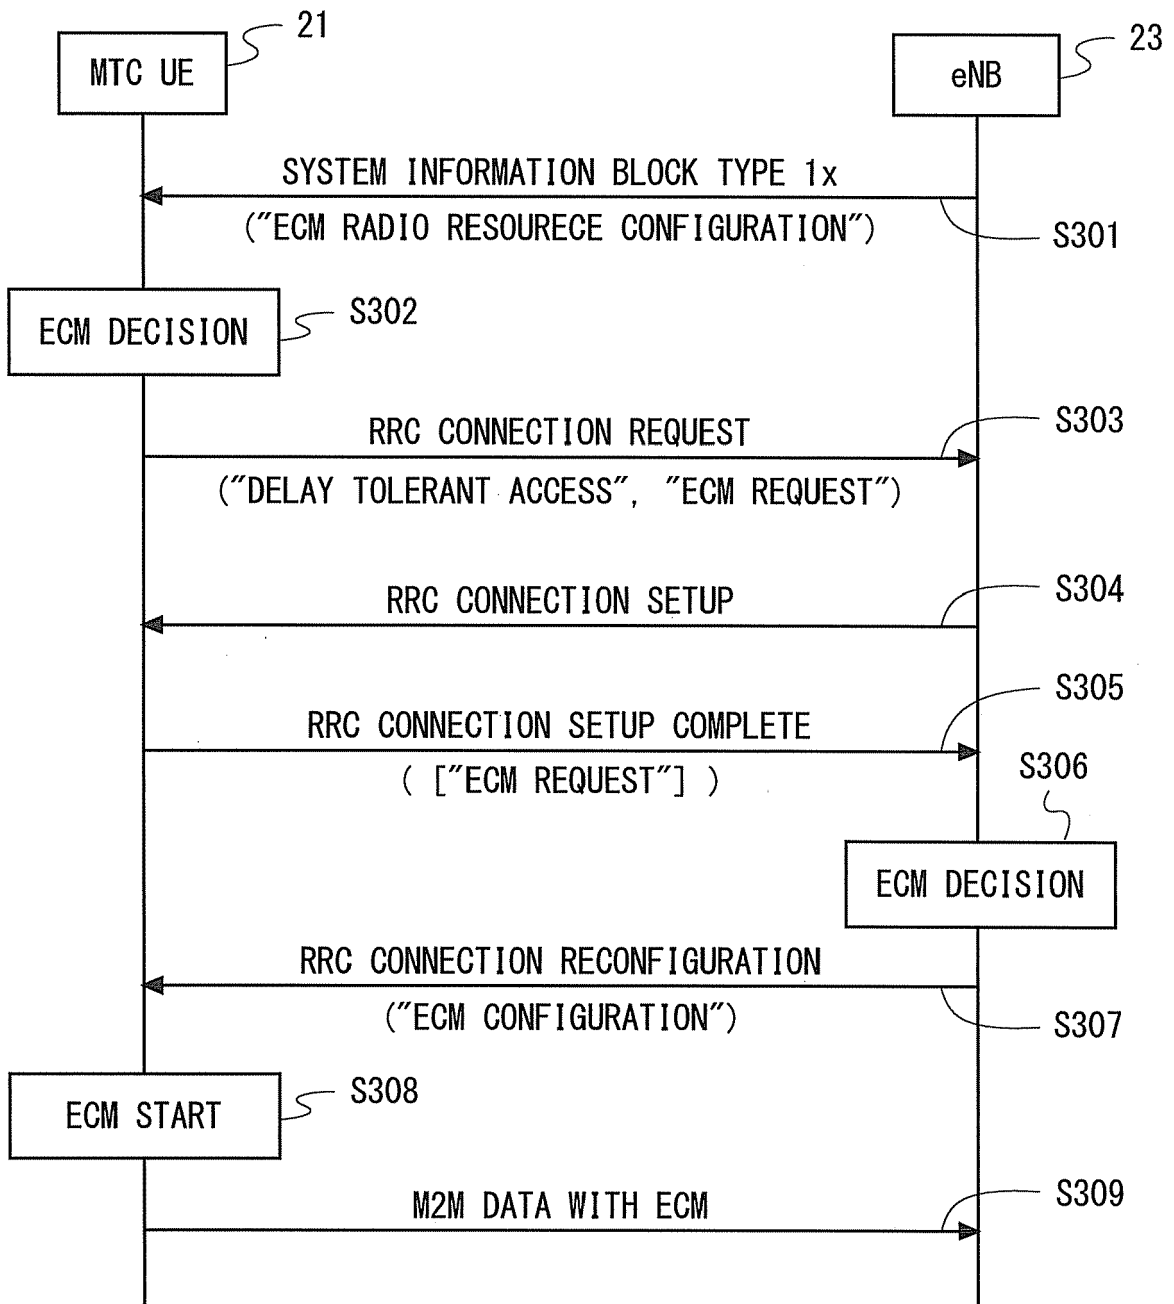 21
MTC UE
23
eNB
SYSTEM INFORMATION BLOCK TYPE 1x
("ECM RADIO RESOURECE CONFIGURATION")
S301
ECM DECISION
S302
RRC CONNECTION REQUEST
S303
("DELAY TOLERANT ACCESS", "ECM REQUEST")
RRC CONNECTION SETUP
S304
S305
RRC CONNECTION SETUP COMPLETE
( ["ECM REQUEST"] )
S306
ECM DECISION
RRC CONNECTION RECONFIGURATION
("ECM CONFIGURATION")
S307
ECM START
S308
M2M DATA WITH ECM
S309